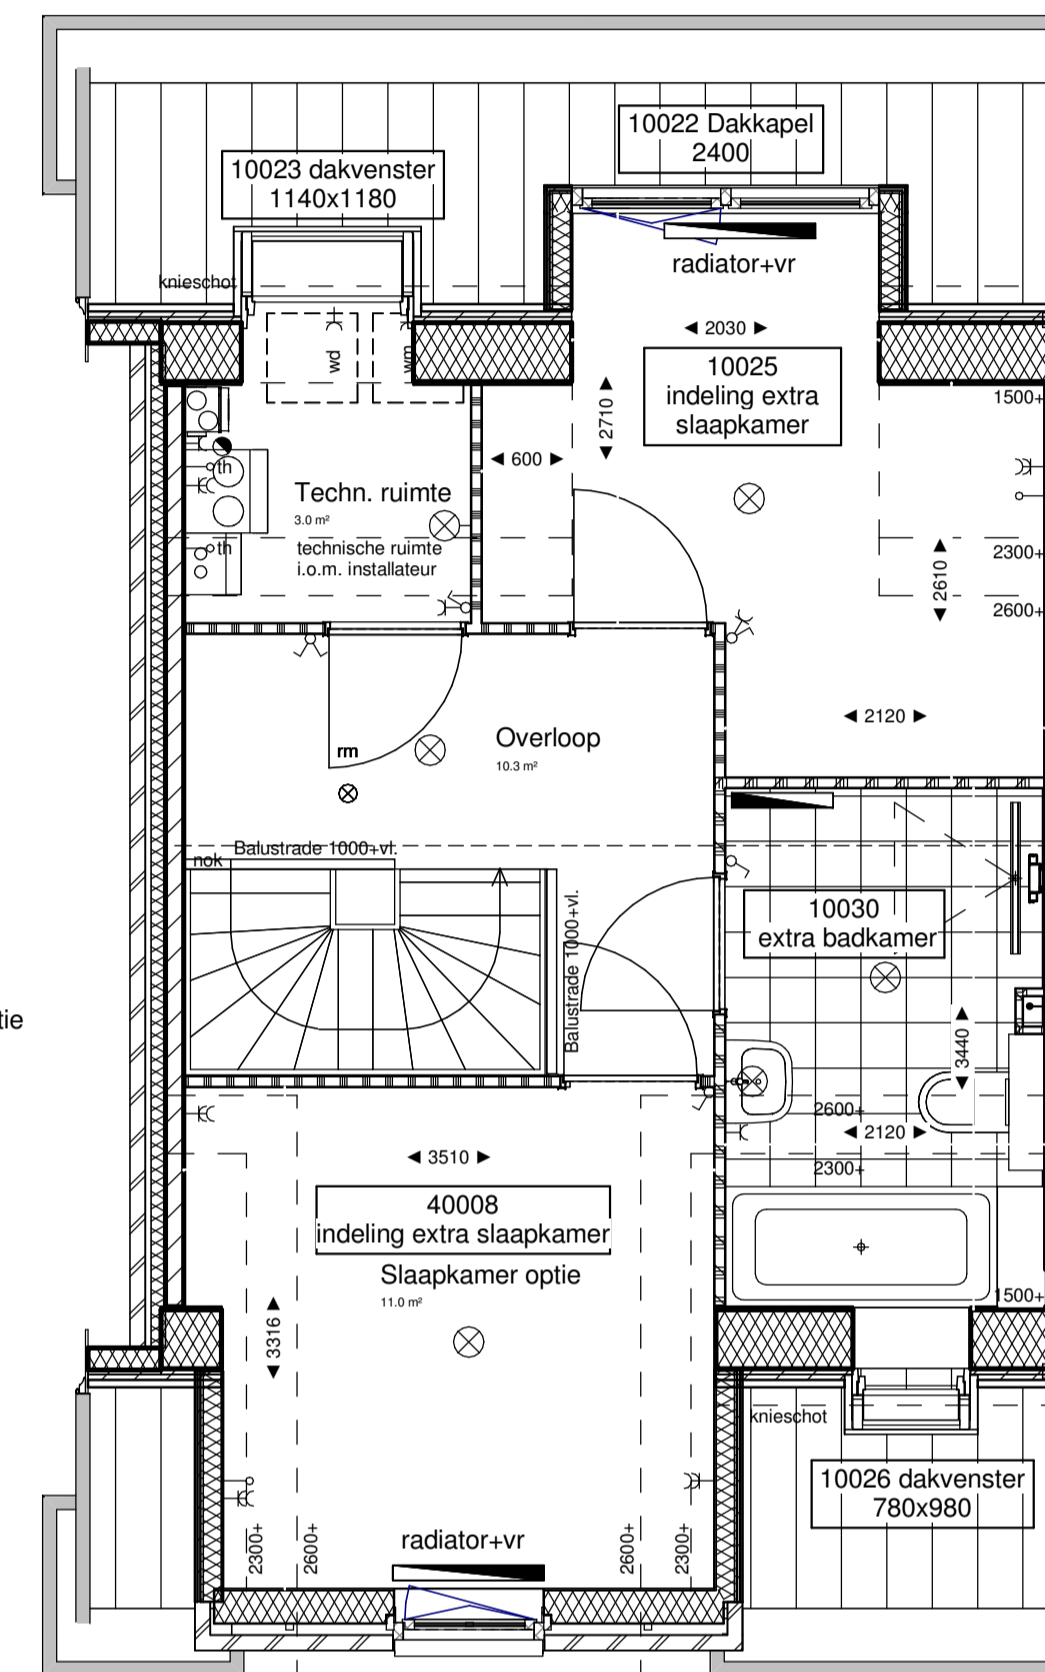 10022 Dakkapel
2400
10023 dakvenster
1140x1180
radiator+vr
knieschot
2030
wd
wm
10025
indeling extra
slaapkamer
1500+
2710
600
th
Techn. ruimte
3.0 m²
technische ruimte
i.o.m. installateur
th
2300+
2610
2600+
2120
Overloop
10.3 m²
rm
Balustrade 1000+vl.
nok
Balustrade 1000+vl.
10030
extra badkamer
tie
3440
2600+
2120
2300+
3510
40008
indeling extra slaapkamer
Slaapkamer optie
11.0 m²
1500+
3316
knieschot
10026 dakvenster
780x980
radiator+vr
2300+
2600+
2600+
2300+